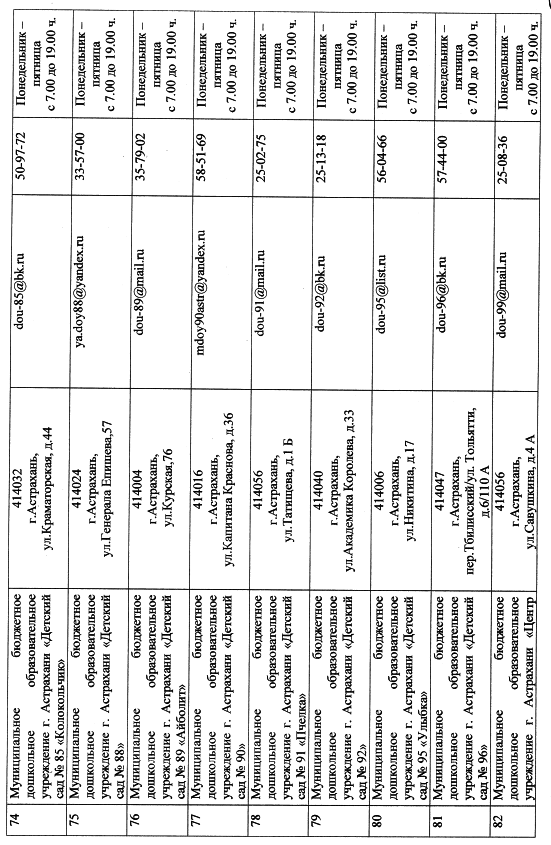 74
Муниципальное бюджетное
дошкольное образовательное
учреждение г. Астрахани «Детский
сад № 85 «Колокольчик»
414032
г.Астрахань,
ул.Краматорская, д.44
dou-85@bk.ru
50-97-72
Понедельник –
пятница
с 7.00 до 19.00 ч.
75
Муниципальное бюджетное
дошкольное образовательное
учреждение г. Астрахани «Детский
сад № 88»
414024
г.Астрахань,
ул.Генерала Епишева,57
ya.doy88@yandex.ru
33-57-00
Понедельник –
пятница
с 7.00 до 19.00 ч.
76
Муниципальное бюджетное
дошкольное образовательное
учреждение г. Астрахани «Детский
сад № 89 «Айболит»
414004
г.Астрахань,
ул.Курская,76
dou-89@mail.ru
35-79-02
Понедельник –
пятница
с 7.00 до 19.00 ч.
77
Муниципальное бюджетное
дошкольное образовательное
учреждение г. Астрахани «Детский
сад № 90»
414016
г.Астрахань,
ул.Капитана Краснова, д.36
mdoy90astr@yandex.ru
58-51-69
Понедельник –
пятница
с 7.00 до 19.00 ч.
78
Муниципальное бюджетное
дошкольное образовательное
учреждение г. Астрахани «Детский
сад № 91 «Пчелка»
414056
г.Астрахань,
ул.Татищева, д.1 Б
dou-91@mail.ru
25-02-75
Понедельник –
пятница
с 7.00 до 19.00 ч.
79
Муниципальное бюджетное
дошкольное образовательное
учреждение г. Астрахани «Детский
сад № 92»
414040
г.Астрахань,
ул.Академика Королева, д.33
dou-92@bk.ru
25-13-18
Понедельник –
пятница
с 7.00 до 19.00 ч.
80
Муниципальное бюджетное
дошкольное образовательное
учреждение г. Астрахани «Детский
сад № 95 «Улыбка»
414006
г.Астрахань,
ул.Никитина, д.17
dou-95@list.ru
56-04-66
Понедельник –
пятница
с 7.00 до 19.00 ч.
81
Муниципальное бюджетное
дошкольное образовательное
учреждение г. Астрахани «Детский
сад № 96»
414047
г.Астрахань,
пер.Тбилисский/ул. Тольятти,
д.6/110 А
dou-96@bk.ru
57-44-00
Понедельник –
пятница
с 7.00 до 19.00 ч.
82
Муниципальное бюджетное
дошкольное образовательное
учреждение г. Астрахани «Центр
414056
г.Астрахань,
ул.Савушкина, д.4 А
dou-99@mail.ru
25-08-36
Понедельник –
пятница
с 7.00 до 19.00 ч.